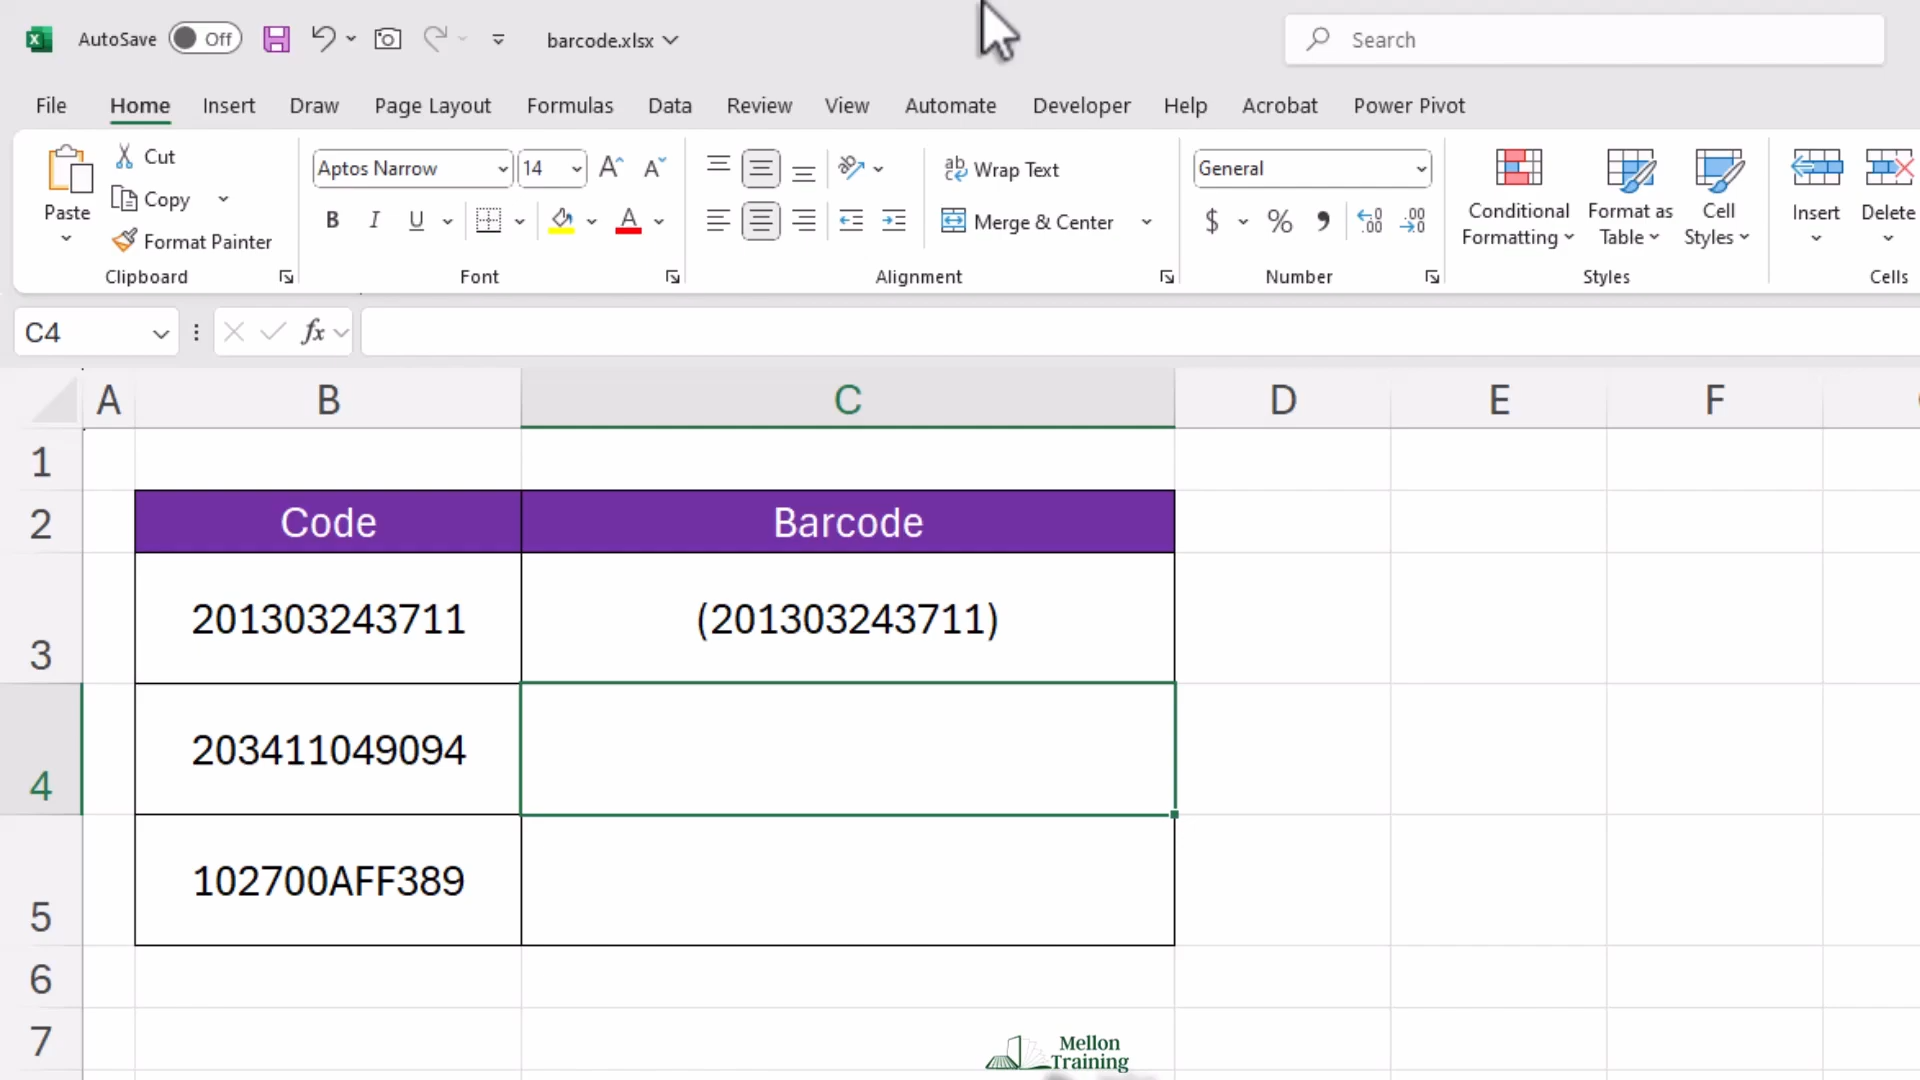 AutoSave Off barcode.xlsx Search
File Home Insert Draw Page Layout Formulas Data Review View Automate Developer Help Acrobat Power Pivot
Paste
Cut
Copy
Format Painter
Clipboard
Aptos Narrow 14
B I U
Font
Wrap Text
Merge & Center
Alignment
General
$ % ,
Number
Conditional Formatting
Format as Table
Cell Styles
Styles
Insert
Delete
Cells
C4 fx
A B C D E F
1
2 Code Barcode
3 201303243711 (201303243711)
4 203411049094
5 102700AFF389
6
7
Mellon
Training